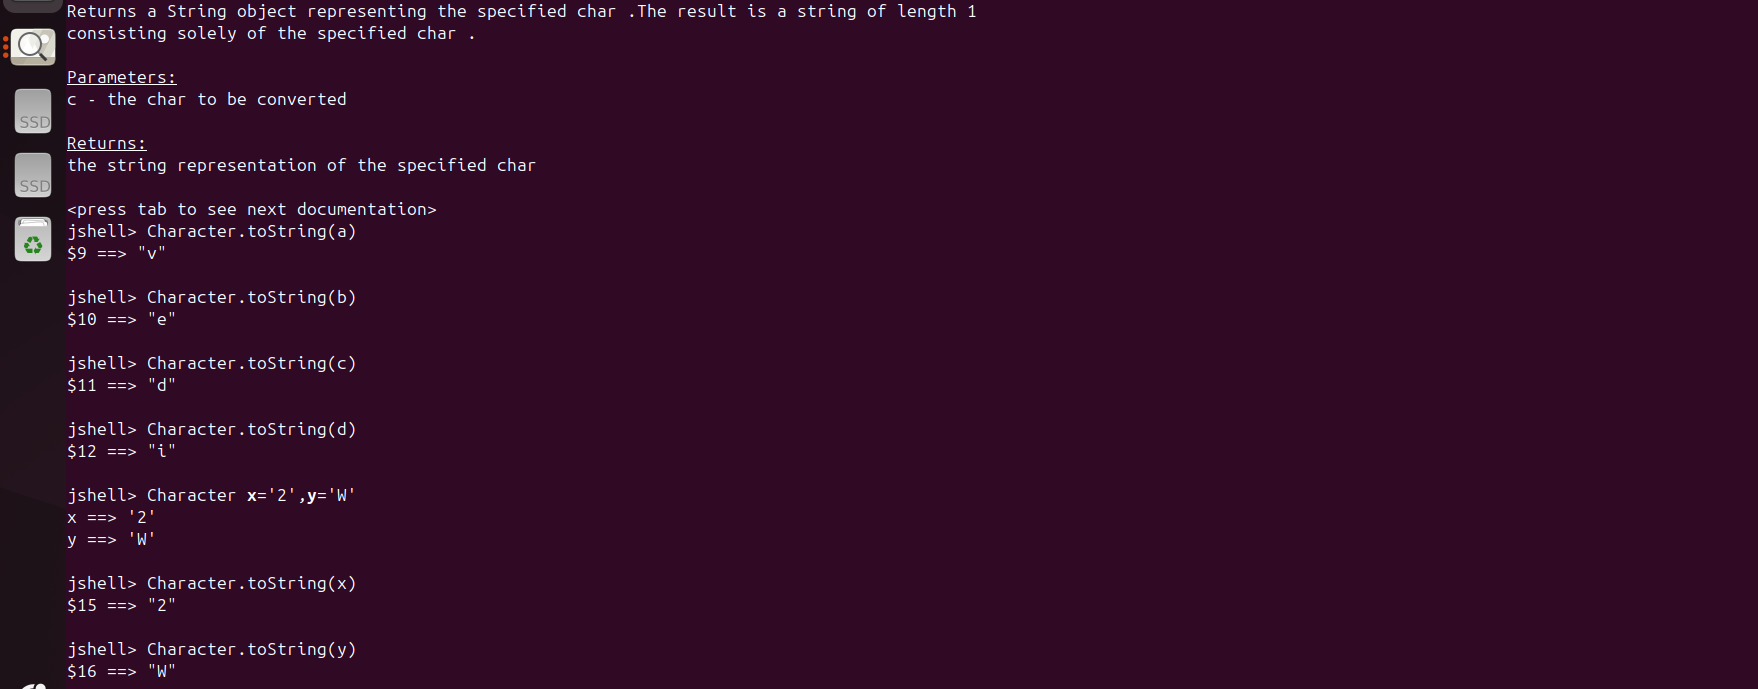 Returns a String object representing the specified char .The result is a string of length 1
consisting solely of the specified char .
Parameters:
c - the char to be converted
Returns:
the string representation of the specified char
<press tab to see next documentation>
jshell> Character.toString(a)
$9 ==> "v"
jshell> Character.toString(b)
$10 ==> "e"
jshell> Character.toString(c)
$11 ==> "d"
jshell> Character.toString(d)
$12 ==> "i"
jshell> Character x='2',y='W'
x ==> '2'
y ==> 'W'
jshell> Character.toString(x)
$15 ==> "2"
jshell> Character.toString(y)
$16 ==> "W"
SSD
SSD